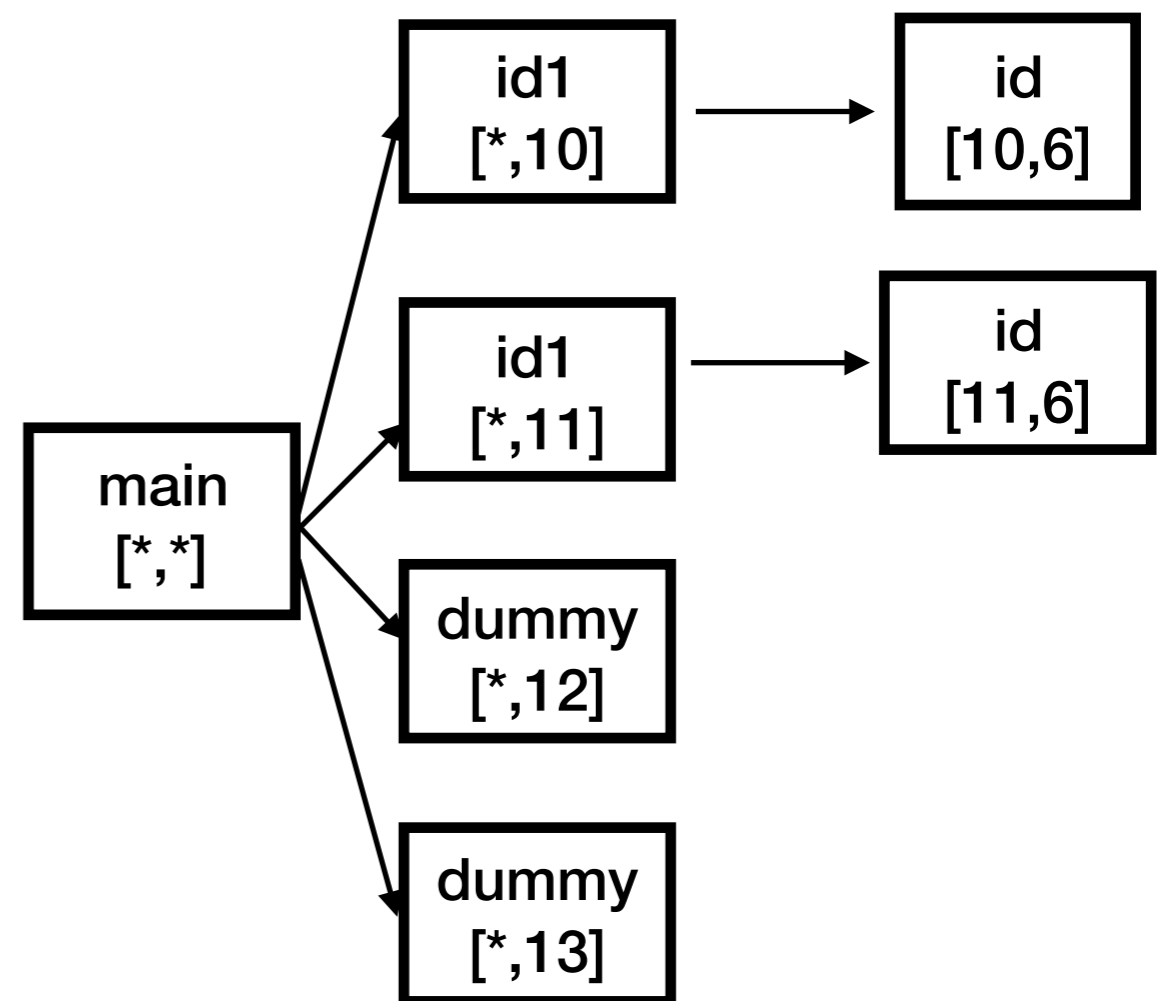 id1
[*,10]
id
[10,6]
id1
[*,11]
id
[11,6]
main
[*,*]
dummy
[*,12]
dummy
[*,13]